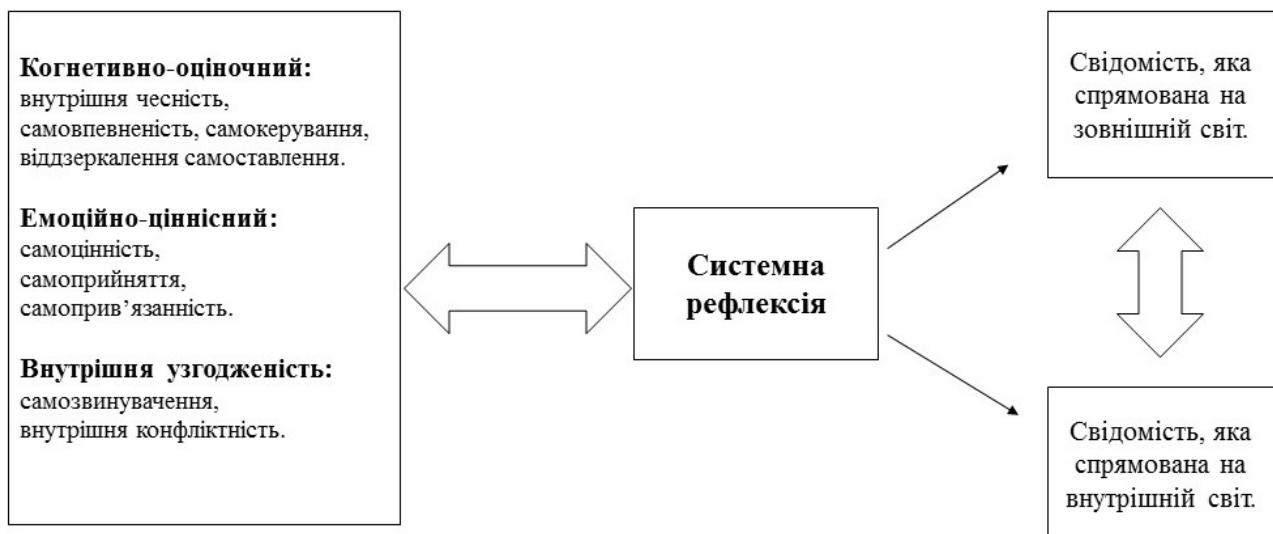 Когнетивно-оціночний:
внутрішня чесність,
самовпевненість, самокерування,
віддзеркалення самоставлення.
Емоційно-ціннісний:
самоцінність,
самоприйняття,
самоприв’язанність.
Внутрішня узгодженість:
самозвинувачення,
внутрішня конфліктність.
Системна
рефлексія
Свідомість, яка
спрямована на
зовнішній світ.
Свідомість, яка
спрямована на
внутрішній світ.